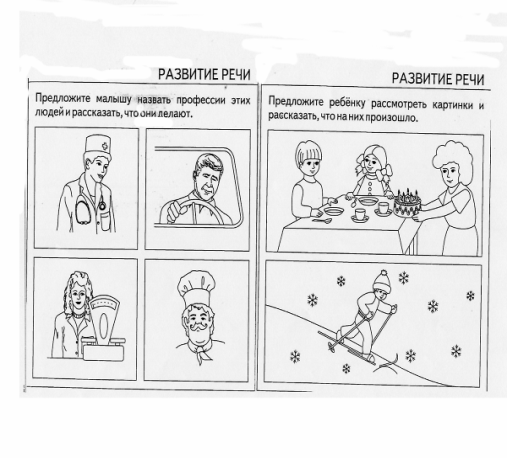 РАЗВИТИЕ РЕЧИ
Предложите малышу назвать профессии этих
людей и рассказать, что они делают.
РАЗВИТИЕ РЕЧИ
Предложите ребёнку рассмотреть картинки и
рассказать, что на них произошло.